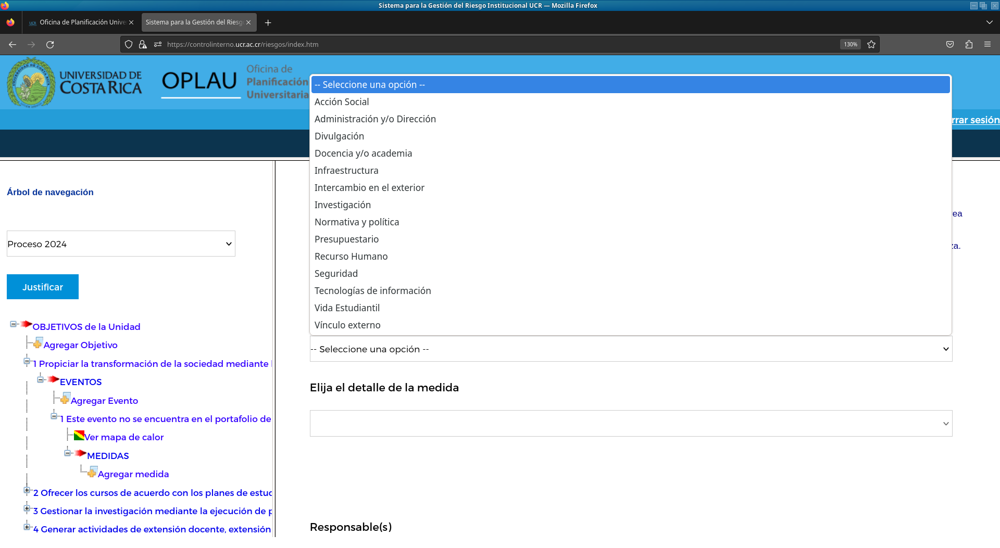 Sistema para la Gestión del Riesgo Institucional UCR — Mozilla Firefox
UCR Oficina de Planificación Unive
Sistema para la Gestión del Riesg
https://controlinterno.ucr.ac.cr/riesgos/index.htm
130%
UNIVERSIDAD DE
COSTA RICA
OPLAU
Oficina de
Planificación
Universitaria
rrar sesión
Árbol de navegación
Proceso 2024
Justificar
OBJETIVOS de la Unidad
Agregar Objetivo
1 Propiciar la transformación de la sociedad mediante
EVENTOS
Agregar Evento
1 Este evento no se encuentra en el portafolio de
Ver mapa de calor
MEDIDAS
Agregar medida
2 Ofrecer los cursos de acuerdo con los planes de estud
3 Gestionar la investigación mediante la ejecución de p
4 Generar actividades de extensión docente, extensión
-- Seleccione una opción --
Acción Social
Administración y/o Dirección
Divulgación
Docencia y/o academia
Infraestructura
Intercambio en el exterior
Investigación
Normativa y política
Presupuestario
Recurso Humano
Seguridad
Tecnologías de información
Vida Estudiantil
Vínculo externo
ea
za.
-- Seleccione una opción --
Elija el detalle de la medida
Responsable(s)